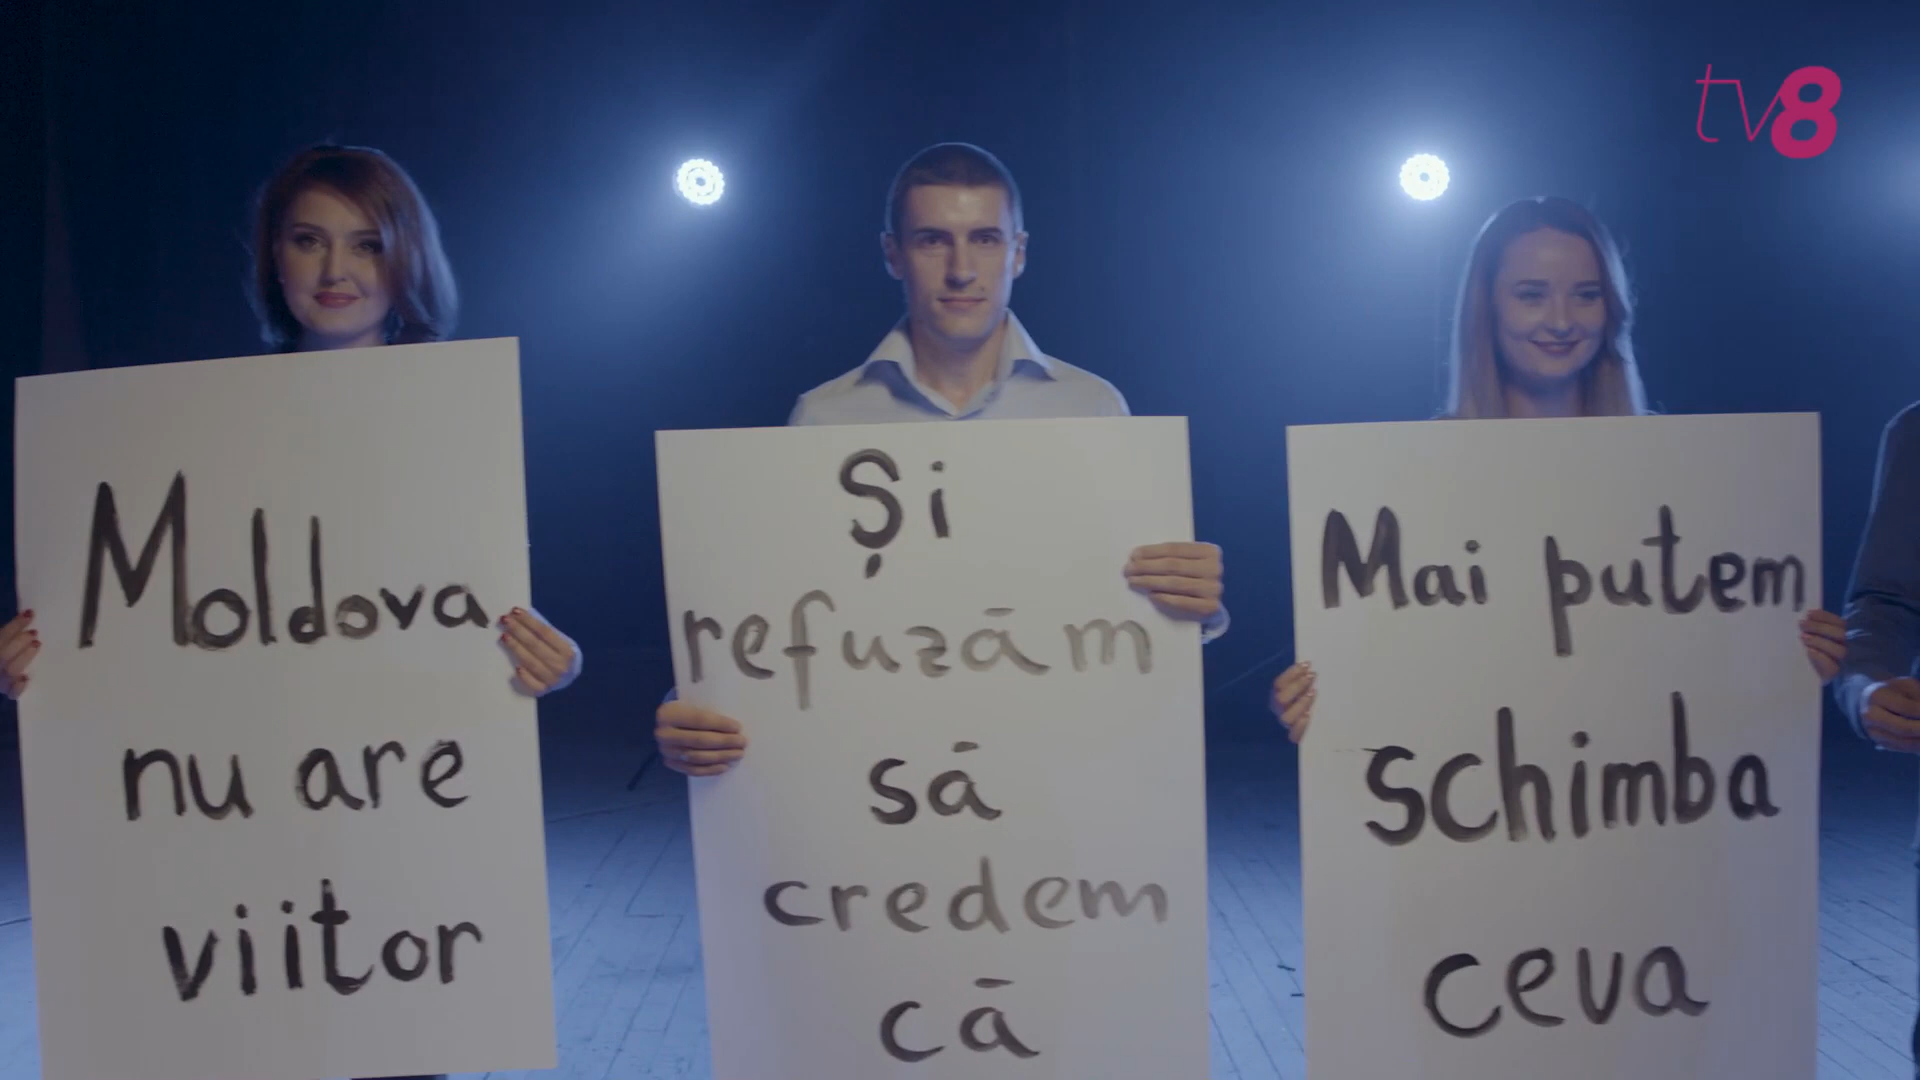 tv8
Moldova
nu are
viitor
Și
refuzăm
să
credem
că
Mai putem
schimba
ceva